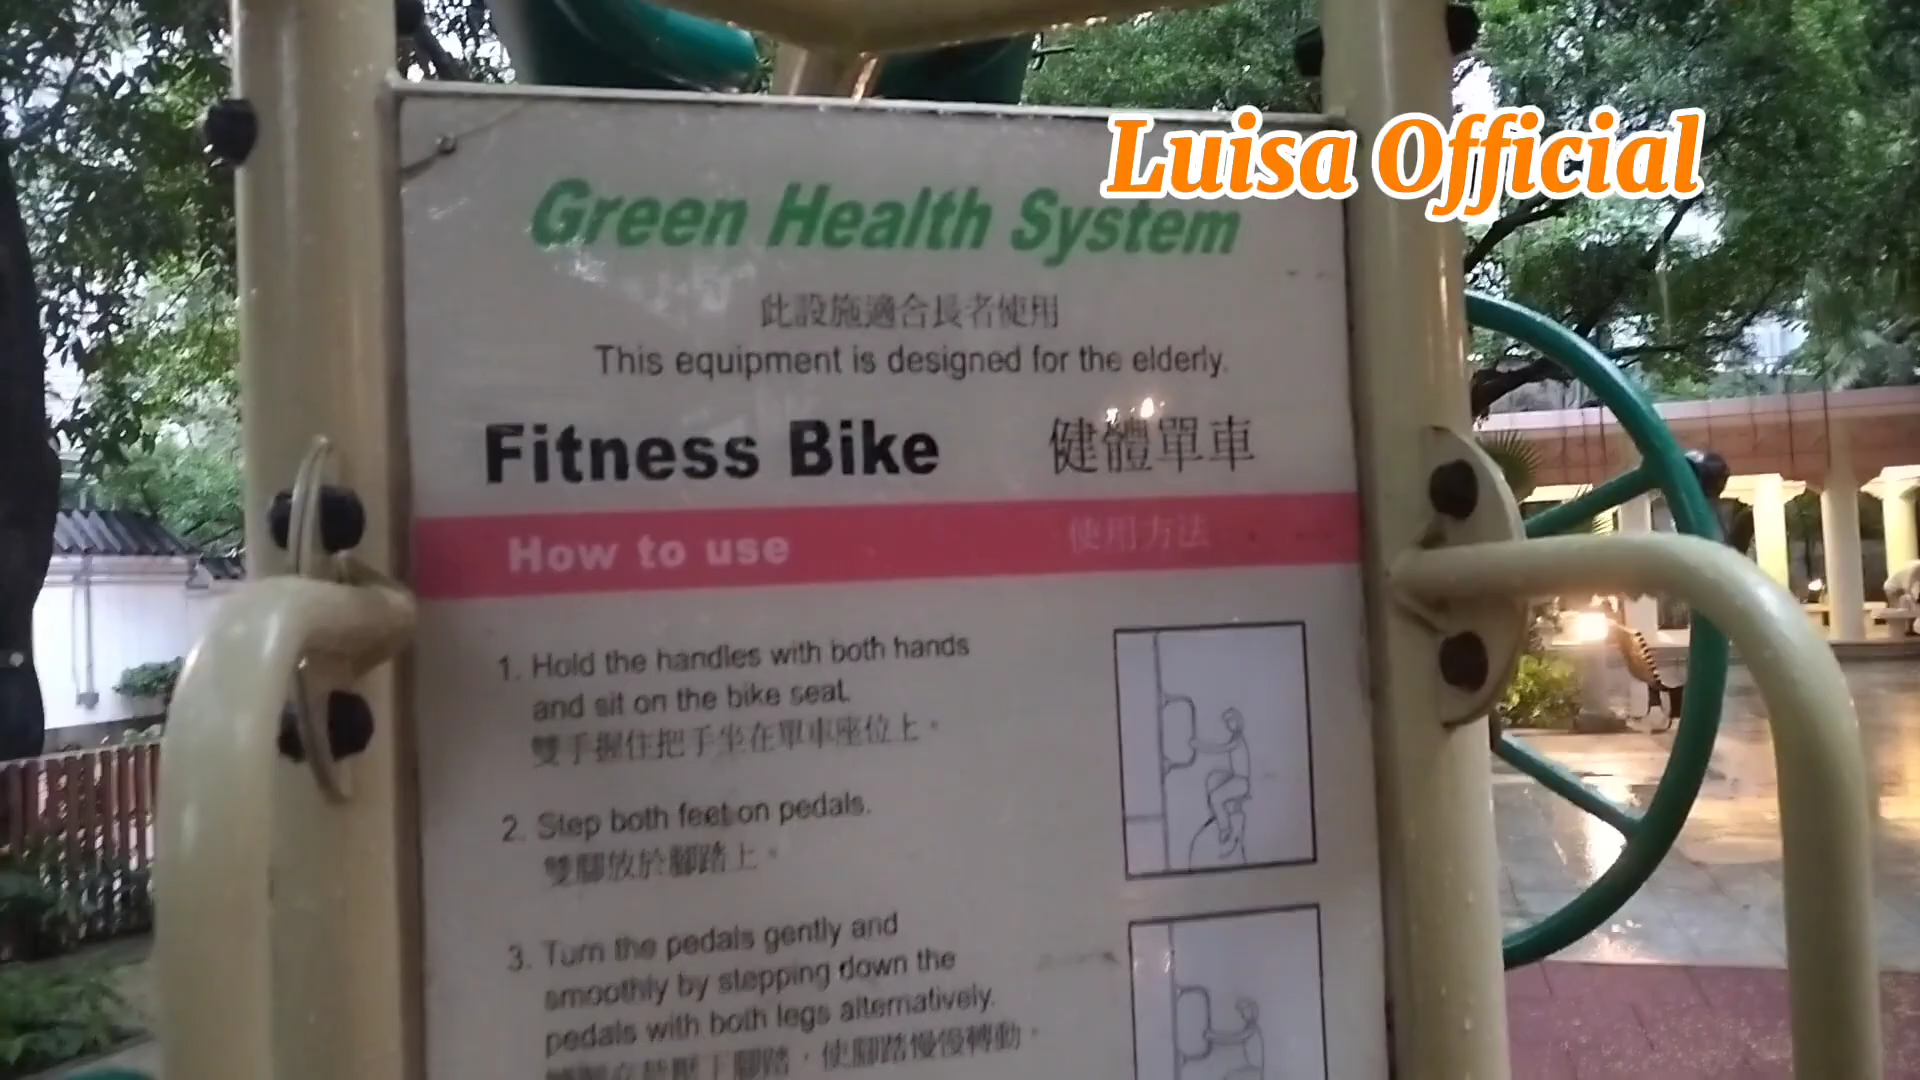 Luisa Official
Green Health System
此設施適合長者使用
This equipment is designed for the elderly.
Fitness Bike 健體單車
How to use 使用方法
1. Hold the handles with both hands
and sit on the bike seat.
雙手握住把手坐在單車座位上。
2. Step both feet on pedals.
雙腳放於腳踏上。
3. Turn the pedals gently and
smoothly by stepping down the
pedals with both legs alternatively.
使腳踏慢慢轉動。